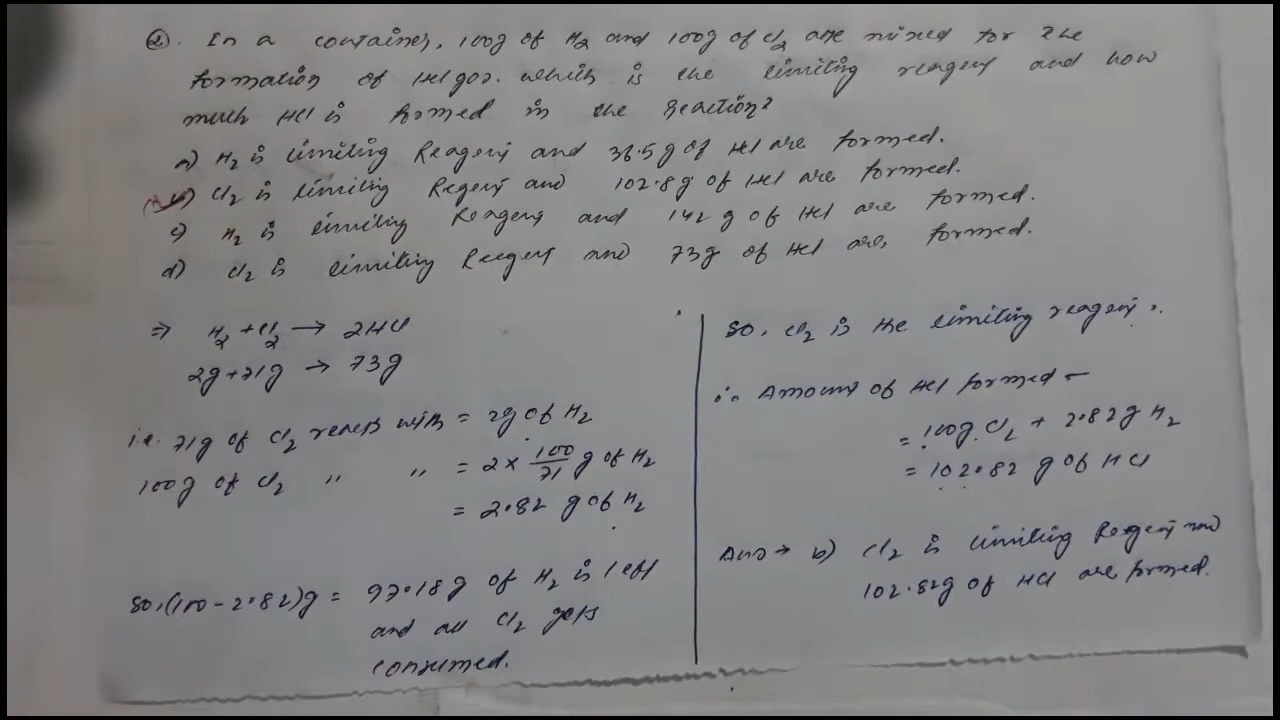 ②. In a container, 100g of H2 and 100g of Cl2 are mixed for the
formation of HCl gas. which is the limiting reagent and how
much HCl is formed in the reaction?
a) H2 is limiting Reagent and 36.5g of HCl are formed.
b) Cl2 is limiting Regent and 102.8g of HCl are formed.
c) H2 is limiting Reagent and 142 g of HCl are formed.
d) Cl2 is limiting Reegent and 73g of HCl are, formed.
⇒ H2 + Cl2 → 2HCl
2g+71g → 73g
i.e. 71g of Cl2 reacts with = 2g of H2
100g of Cl2 " " = 2 × 100/71 g of H2
= 2.82 g of H2
so, (100 - 2.82)g = 97.18g of H2 is left
and all Cl2 gets
consumed.
so, Cl2 is the limiting reagent.
∴ Amount of HCl formed -
= 100g Cl2 + 2.82g H2
= 102.82 g of HCl
Ans → b) Cl2 is limiting Reagent and
102.82g of HCl are formed.